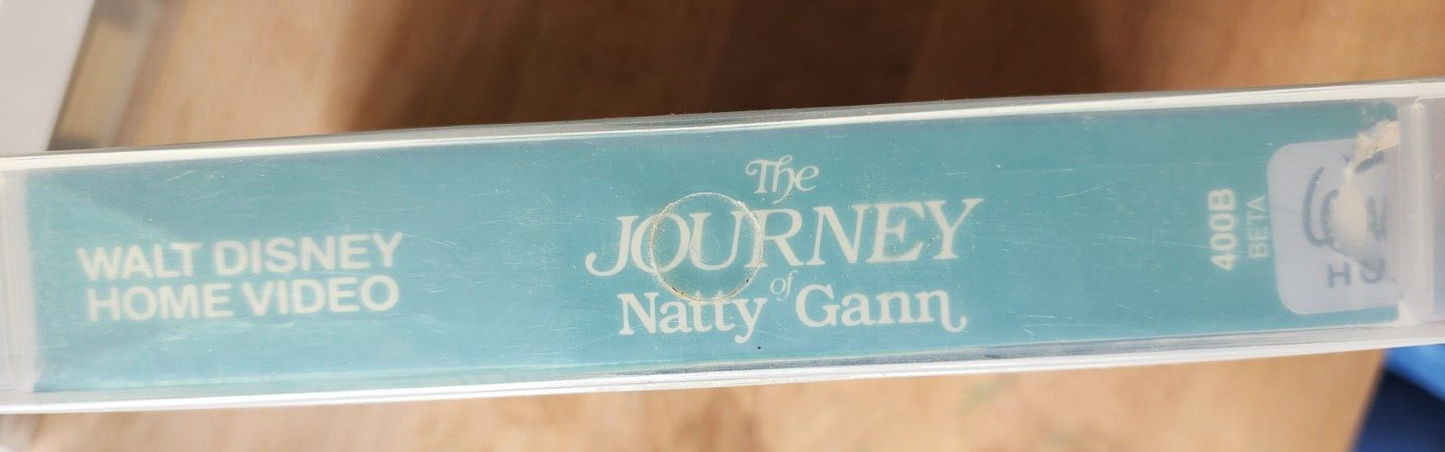 WALT DISNEY
HOME VIDEO
The
JOURNEY
of
Natty Gann
400B
BETA